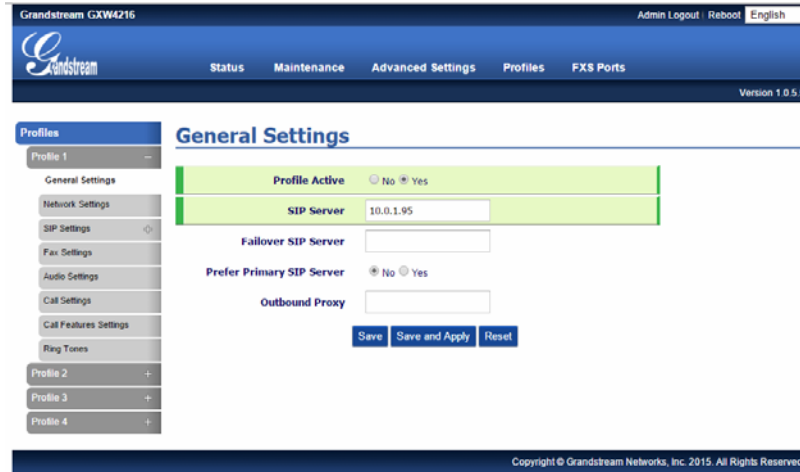 Grandstream GXW4216
Admin Logout | Reboot English
Grandstream
Status Maintenance Advanced Settings Profiles FXS Ports
Version 1.0.5.
Profiles
Profile 1 −
General Settings
Network Settings
SIP Settings
Fax Settings
Audio Settings
Call Settings
Call Features Settings
Ring Tones
Profile 2 +
Profile 3 +
Profile 4 +
General Settings
Profile Active No Yes
SIP Server 10.0.1.95
Failover SIP Server
Prefer Primary SIP Server No Yes
Outbound Proxy
Save Save and Apply Reset
Copyright © Grandstream Networks, Inc. 2015. All Rights Reserved